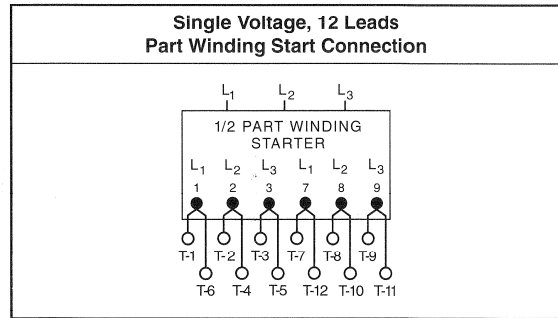 Single Voltage, 12 Leads
Part Winding Start Connection
L1 L2 L3
1/2 PART WINDING
STARTER
L1 L2 L3 L1 L2 L3
1 2 3 7 8 9
T-1 T-2 T-3 T-7 T-8 T-9
T-6 T-4 T-5 T-12 T-10 T-11